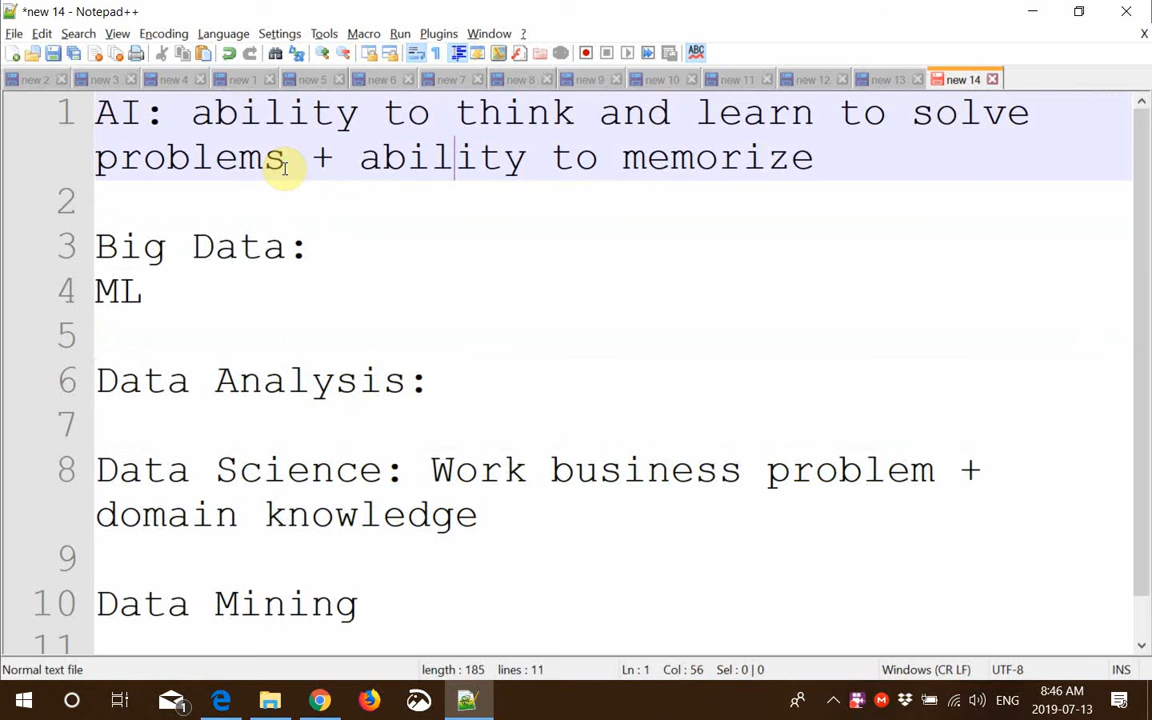 *new 14 - Notepad++
File Edit Search View Encoding Language Settings Tools Macro Run Plugins Window ? X
ABC
new 2 new 3 new 4 new 1 new 5 new 6 new 7 new 8 new 9 new 10 new 11 new 12 new 13 new 14
1 AI: ability to think and learn to solve
problems + ability to memorize
2
3 Big Data:
4 ML
5
6 Data Analysis:
7
8 Data Science: Work business problem +
domain knowledge
9
10 Data Mining
11
Normal text file length : 185 lines : 11 Ln : 1 Col : 56 Sel : 0 | 0 Windows (CR LF) UTF-8 INS
1 ENG 8:46 AM
2019-07-13